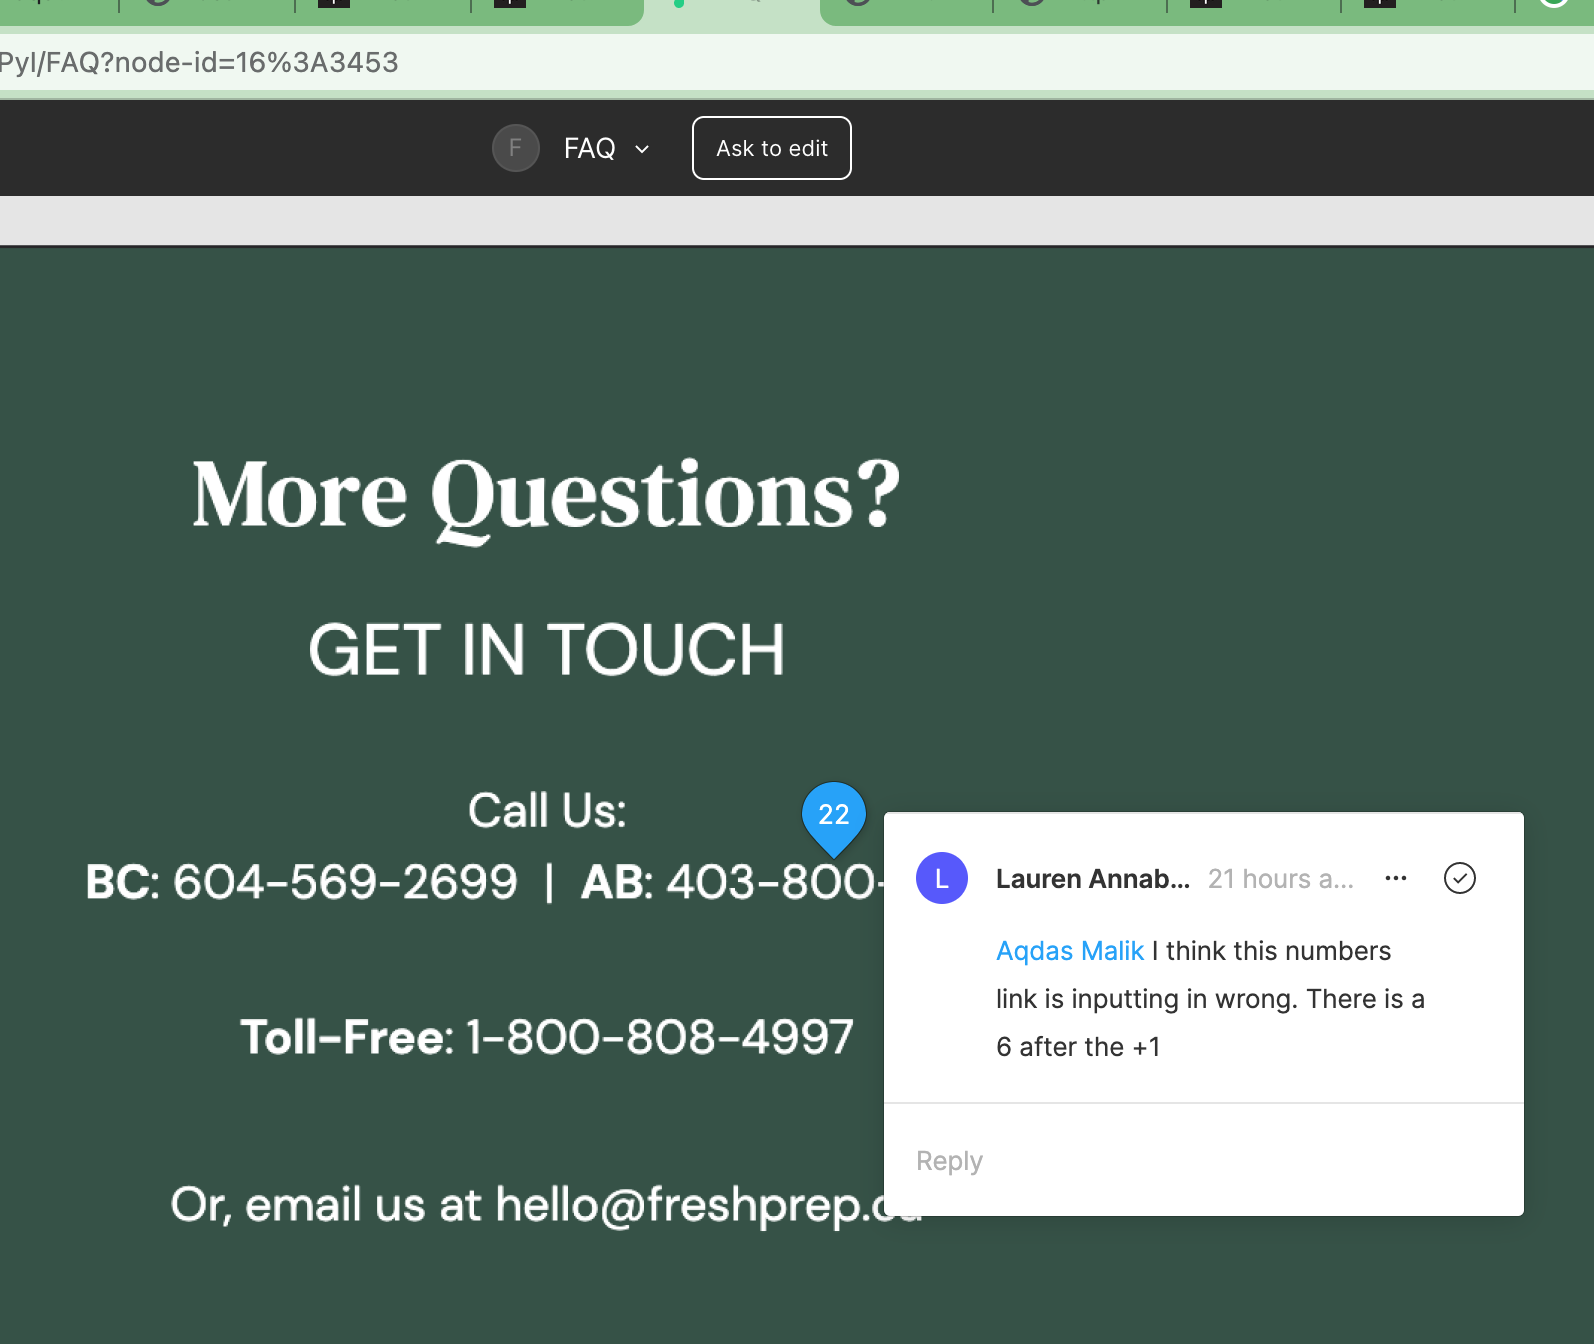 Pyl/FAQ?node-id=16%3A3453
F FAQ Ask to edit
More Questions?
GET IN TOUCH
Call Us:
22
BC: 604-569-2699 | AB: 403-800-
L Lauren Annab... 21 hours a...
Aqdas Malik I think this numbers
link is inputting in wrong. There is a
6 after the +1
Reply
Toll-Free: 1-800-808-4997
Or, email us at hello@freshprep.ca